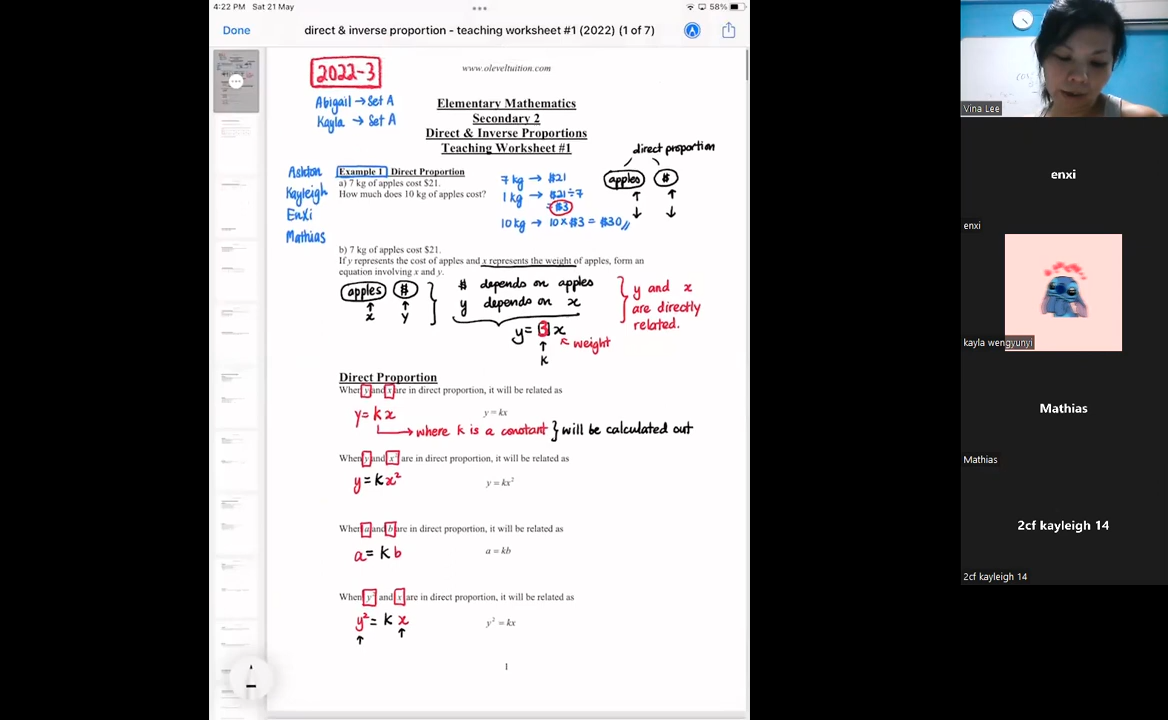 4:22 PM Sat 21 May
58%
Done
direct & inverse proportion - teaching worksheet #1 (2022) (1 of 7)
2022-3
www.oleveltuition.com
Abigail → Set A
Kayla → Set A
Elementary Mathematics
Secondary 2
Direct & Inverse Proportions
Teaching Worksheet #1
direct proportion
apples $
Ashton
Kayleigh
EnXi
Mathias
Example 1 Direct Proportion
a) 7 kg of apples cost $21.
How much does 10 kg of apples cost?
7 kg → $21
1 kg → $21 ÷ 7
= $3
10 kg → 10 × $3 = $30
b) 7 kg of apples cost $21.
If y represents the cost of apples and x represents the weight of apples, form an
equation involving x and y.
apples $
x y
$ depends on apples
y depends on x
y and x
are directly
related.
y = 3 x
weight
k
Direct Proportion
When y and x are in direct proportion, it will be related as
y = kx
y = kx
where k is a constant } will be calculated out
When y and x² are in direct proportion, it will be related as
y = kx²
y = kx²
When a and b are in direct proportion, it will be related as
a = kb
a = kb
When y² and x are in direct proportion, it will be related as
y² = k x
y² = kx
1
Vina Lee
enxi
enxi
kayla wengyunyi
Mathias
Mathias
2cf kayleigh 14
2cf kayleigh 14